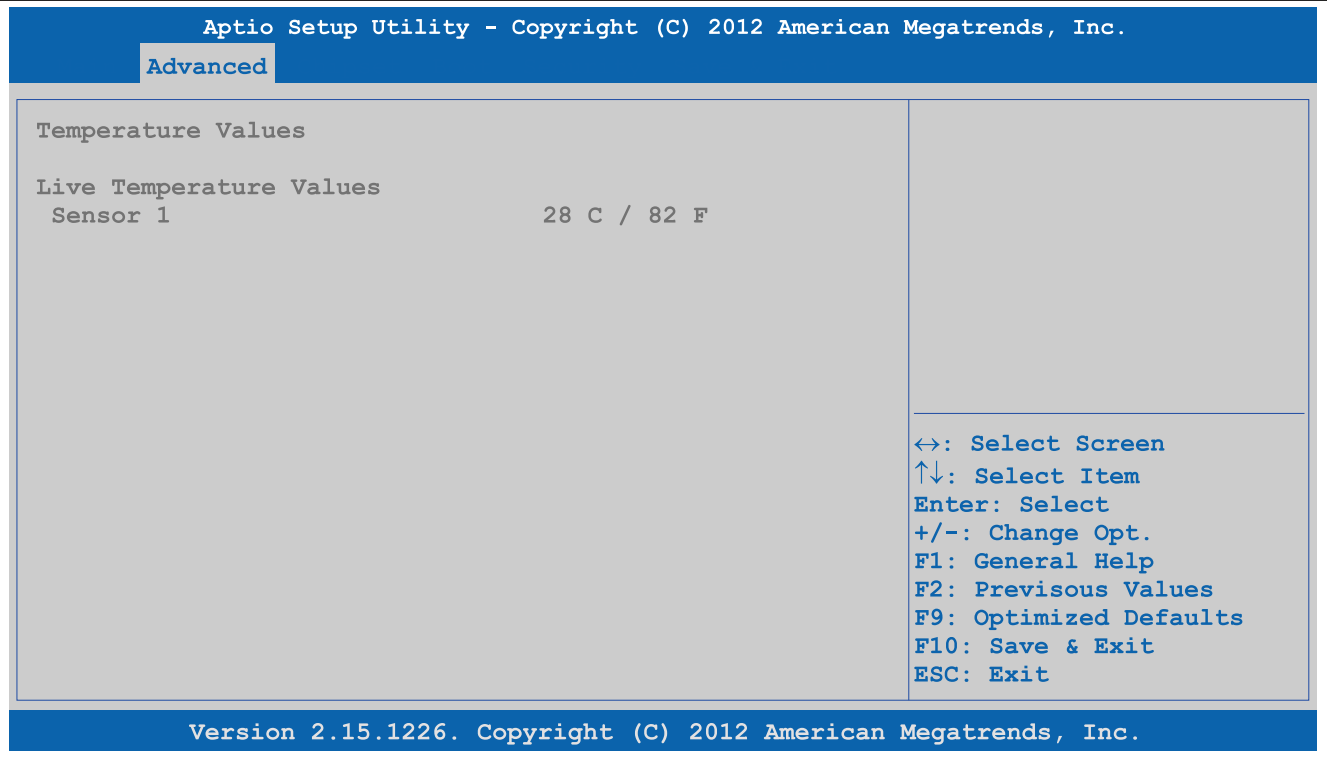 Aptio Setup Utility - Copyright (C) 2012 American Megatrends, Inc.
Advanced
Temperature Values
Live Temperature Values
Sensor 1 28 C / 82 F
↔: Select Screen
↑↓: Select Item
Enter: Select
+/-: Change Opt.
F1: General Help
F2: Previsous Values
F9: Optimized Defaults
F10: Save & Exit
ESC: Exit
Version 2.15.1226. Copyright (C) 2012 American Megatrends, Inc.